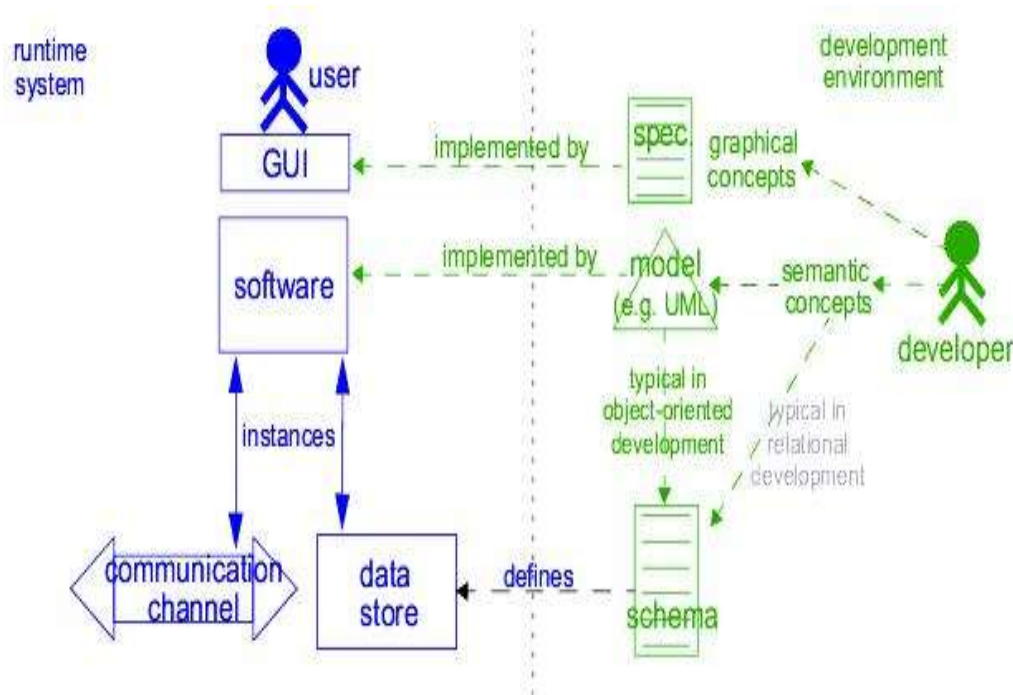 runtime
system
user
GUI
software
instances
communication
channel
data
store
implemented by
implemented by
defines
development
environment
spec.
graphical
concepts
model
(e.g. UML)
semantic
concepts
developer
typical in
object-oriented
development
typical in
relational
development
schema